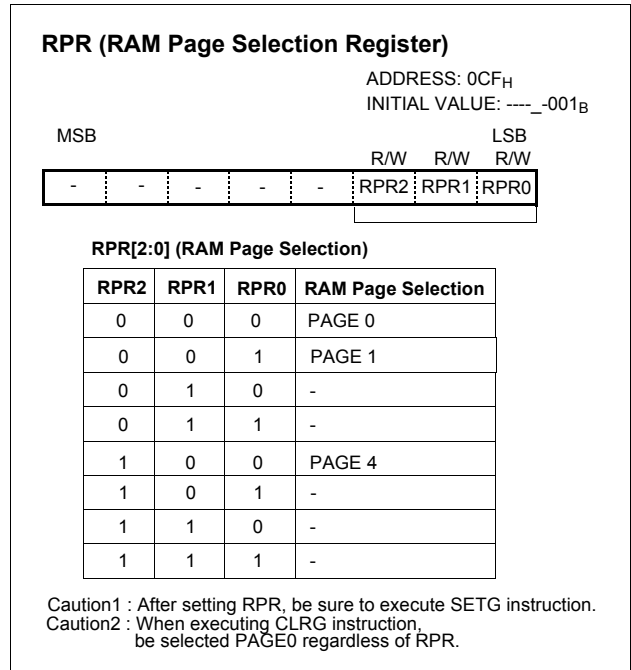 RPR (RAM Page Selection Register)
ADDRESS: 0CFH
INITIAL VALUE: ----_-001B
MSB LSB
R/W R/W R/W
- - - - - RPR2 RPR1 RPR0
RPR[2:0] (RAM Page Selection)
RPR2 RPR1 RPR0 RAM Page Selection
0 0 0 PAGE 0
0 0 1 PAGE 1
0 1 0 -
0 1 1 -
1 0 0 PAGE 4
1 0 1 -
1 1 0 -
1 1 1 -
Caution1 : After setting RPR, be sure to execute SETG instruction.
Caution2 : When executing CLRG instruction,
be selected PAGE0 regardless of RPR.